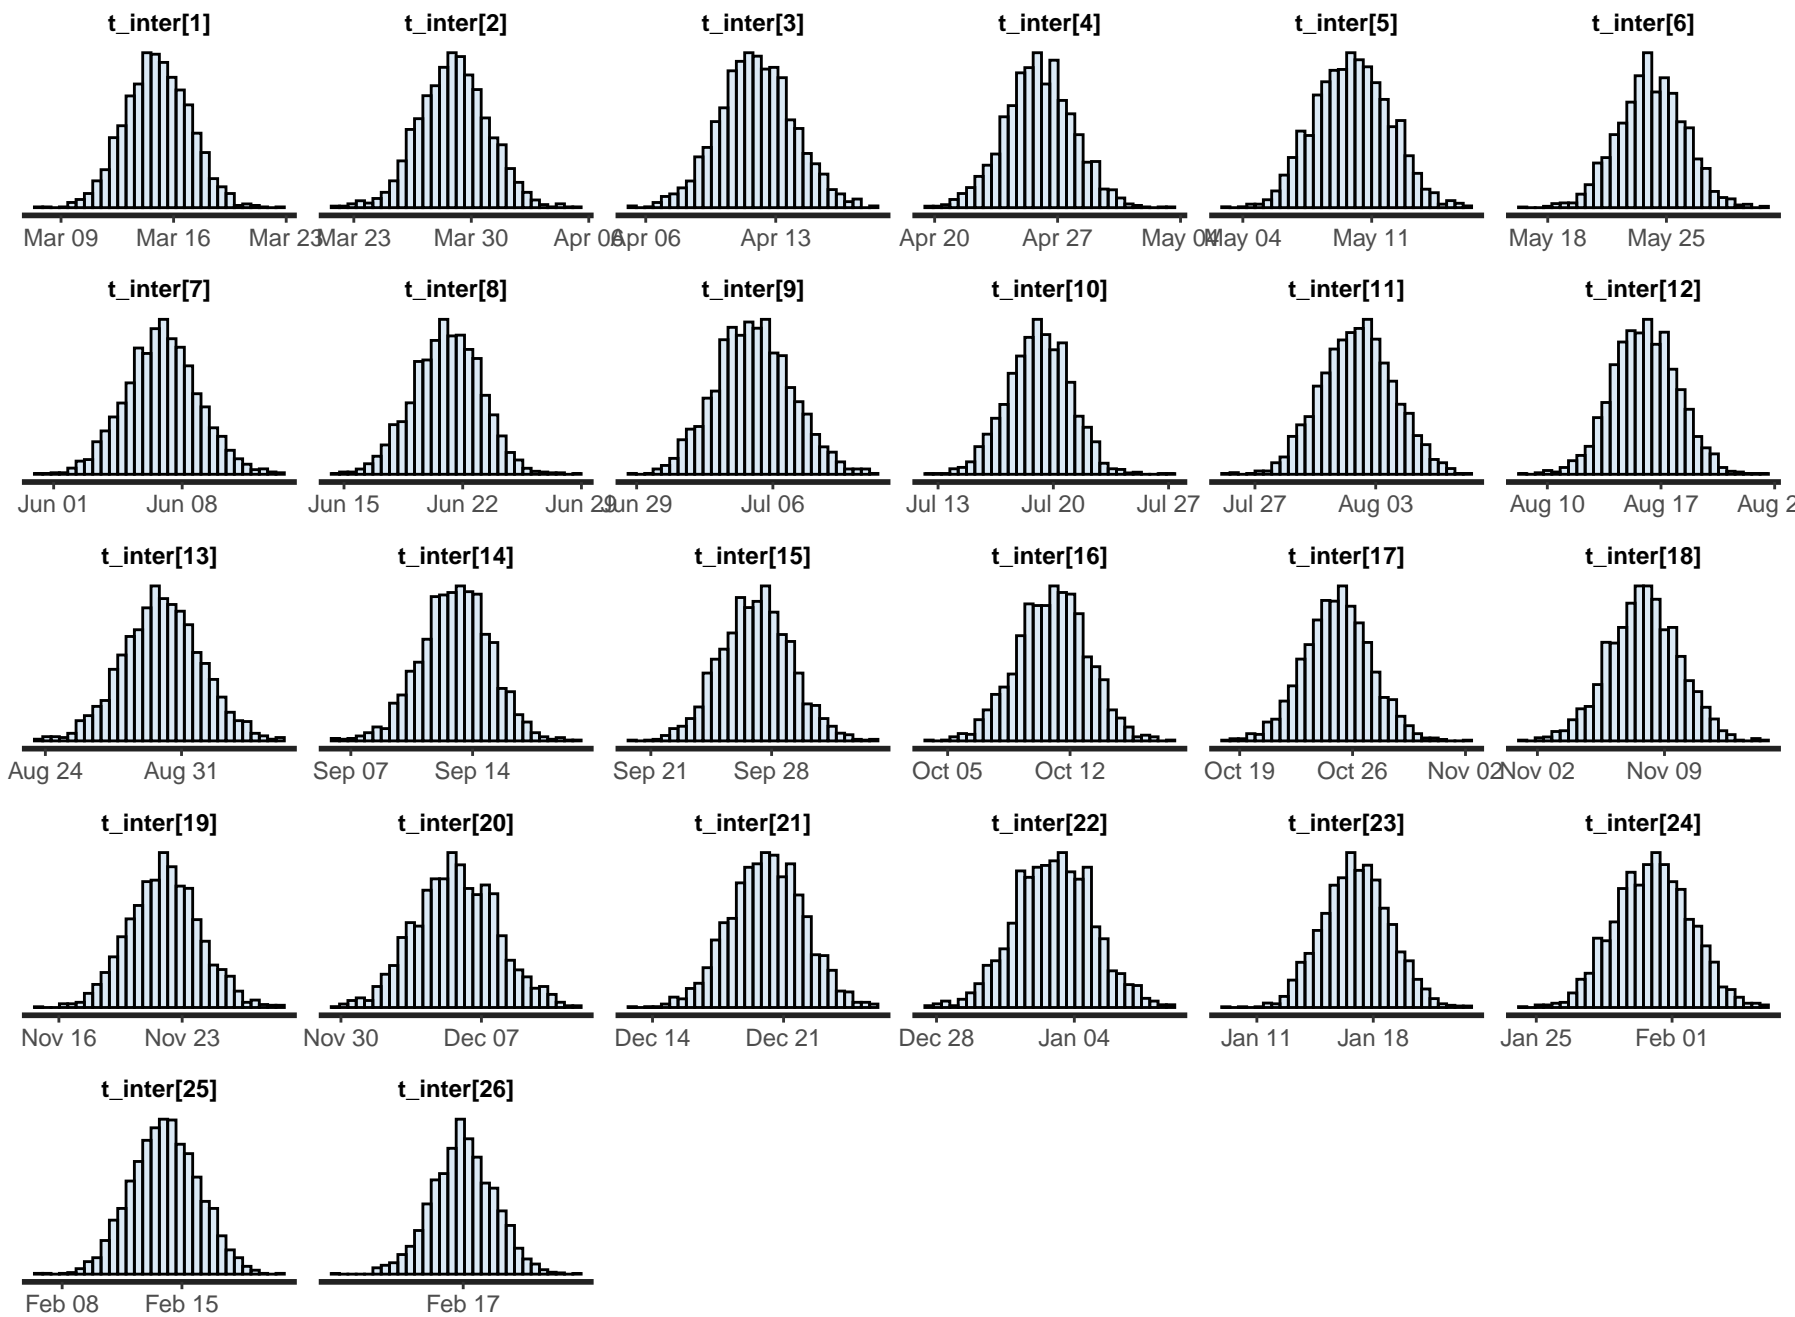 t_inter[1] t_inter[2] t_inter[3] t_inter[4] t_inter[5] t_inter[6]
Mar 09 Mar 16 Mar 23 Mar 23 Mar 30 Apr 06 Apr 06 Apr 13 Apr 20 Apr 27 May 04 May 04 May 11 May 18 May 25
t_inter[7] t_inter[8] t_inter[9] t_inter[10] t_inter[11] t_inter[12]
Jun 01 Jun 08 Jun 15 Jun 22 Jun 29 Jun 29 Jul 06 Jul 13 Jul 20 Jul 27 Jul 27 Aug 03 Aug 10 Aug 17 Aug 2
t_inter[13] t_inter[14] t_inter[15] t_inter[16] t_inter[17] t_inter[18]
Aug 24 Aug 31 Sep 07 Sep 14 Sep 21 Sep 28 Oct 05 Oct 12 Oct 19 Oct 26 Nov 02 Nov 02 Nov 09
t_inter[19] t_inter[20] t_inter[21] t_inter[22] t_inter[23] t_inter[24]
Nov 16 Nov 23 Nov 30 Dec 07 Dec 14 Dec 21 Dec 28 Jan 04 Jan 11 Jan 18 Jan 25 Feb 01
t_inter[25] t_inter[26]
Feb 08 Feb 15 Feb 17